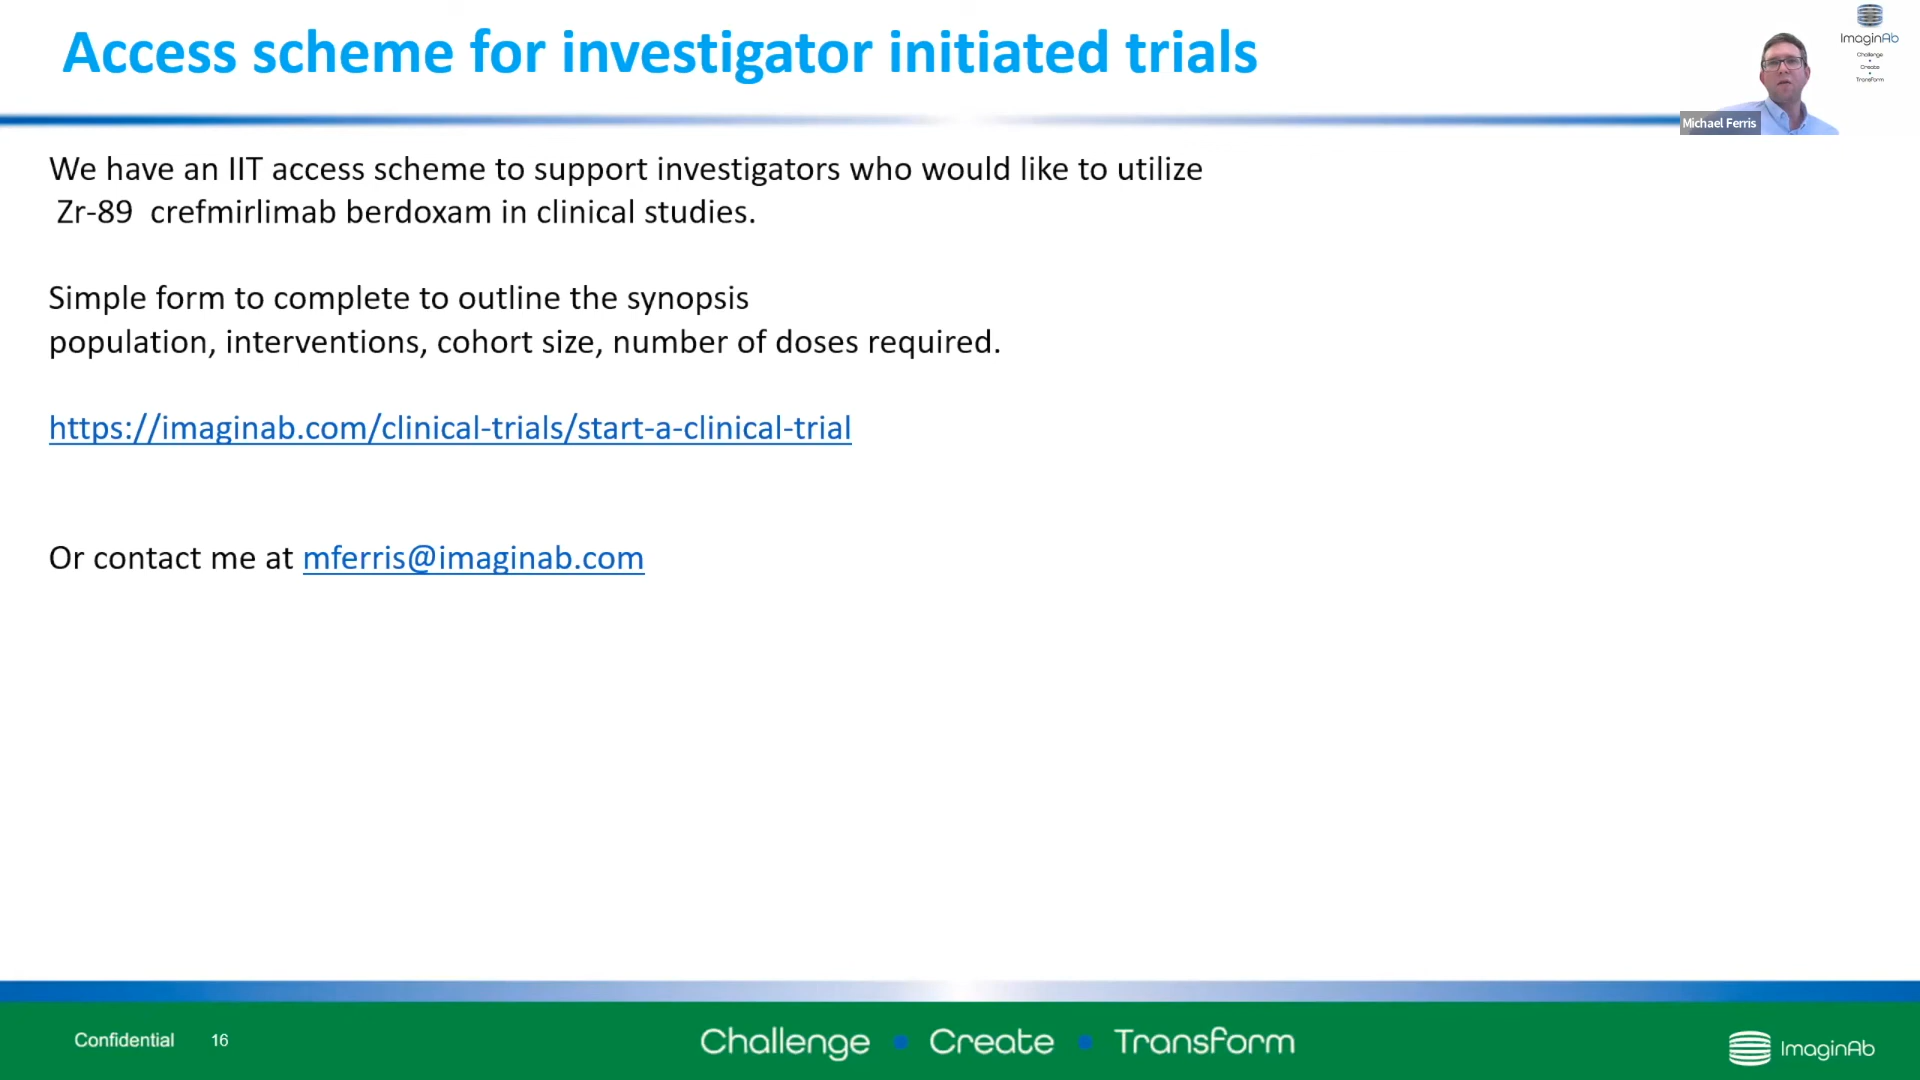 Access scheme for investigator initiated trials
ImaginAb
Challenge
Create
Transform
Michael Ferris
We have an IIT access scheme to support investigators who would like to utilize
Zr-89 crefmirlimab berdoxam in clinical studies.
Simple form to complete to outline the synopsis
population, interventions, cohort size, number of doses required.
https://imaginab.com/clinical-trials/start-a-clinical-trial
Or contact me at mferris@imaginab.com
Confidential 16
Challenge • Create • Transform
ImaginAb